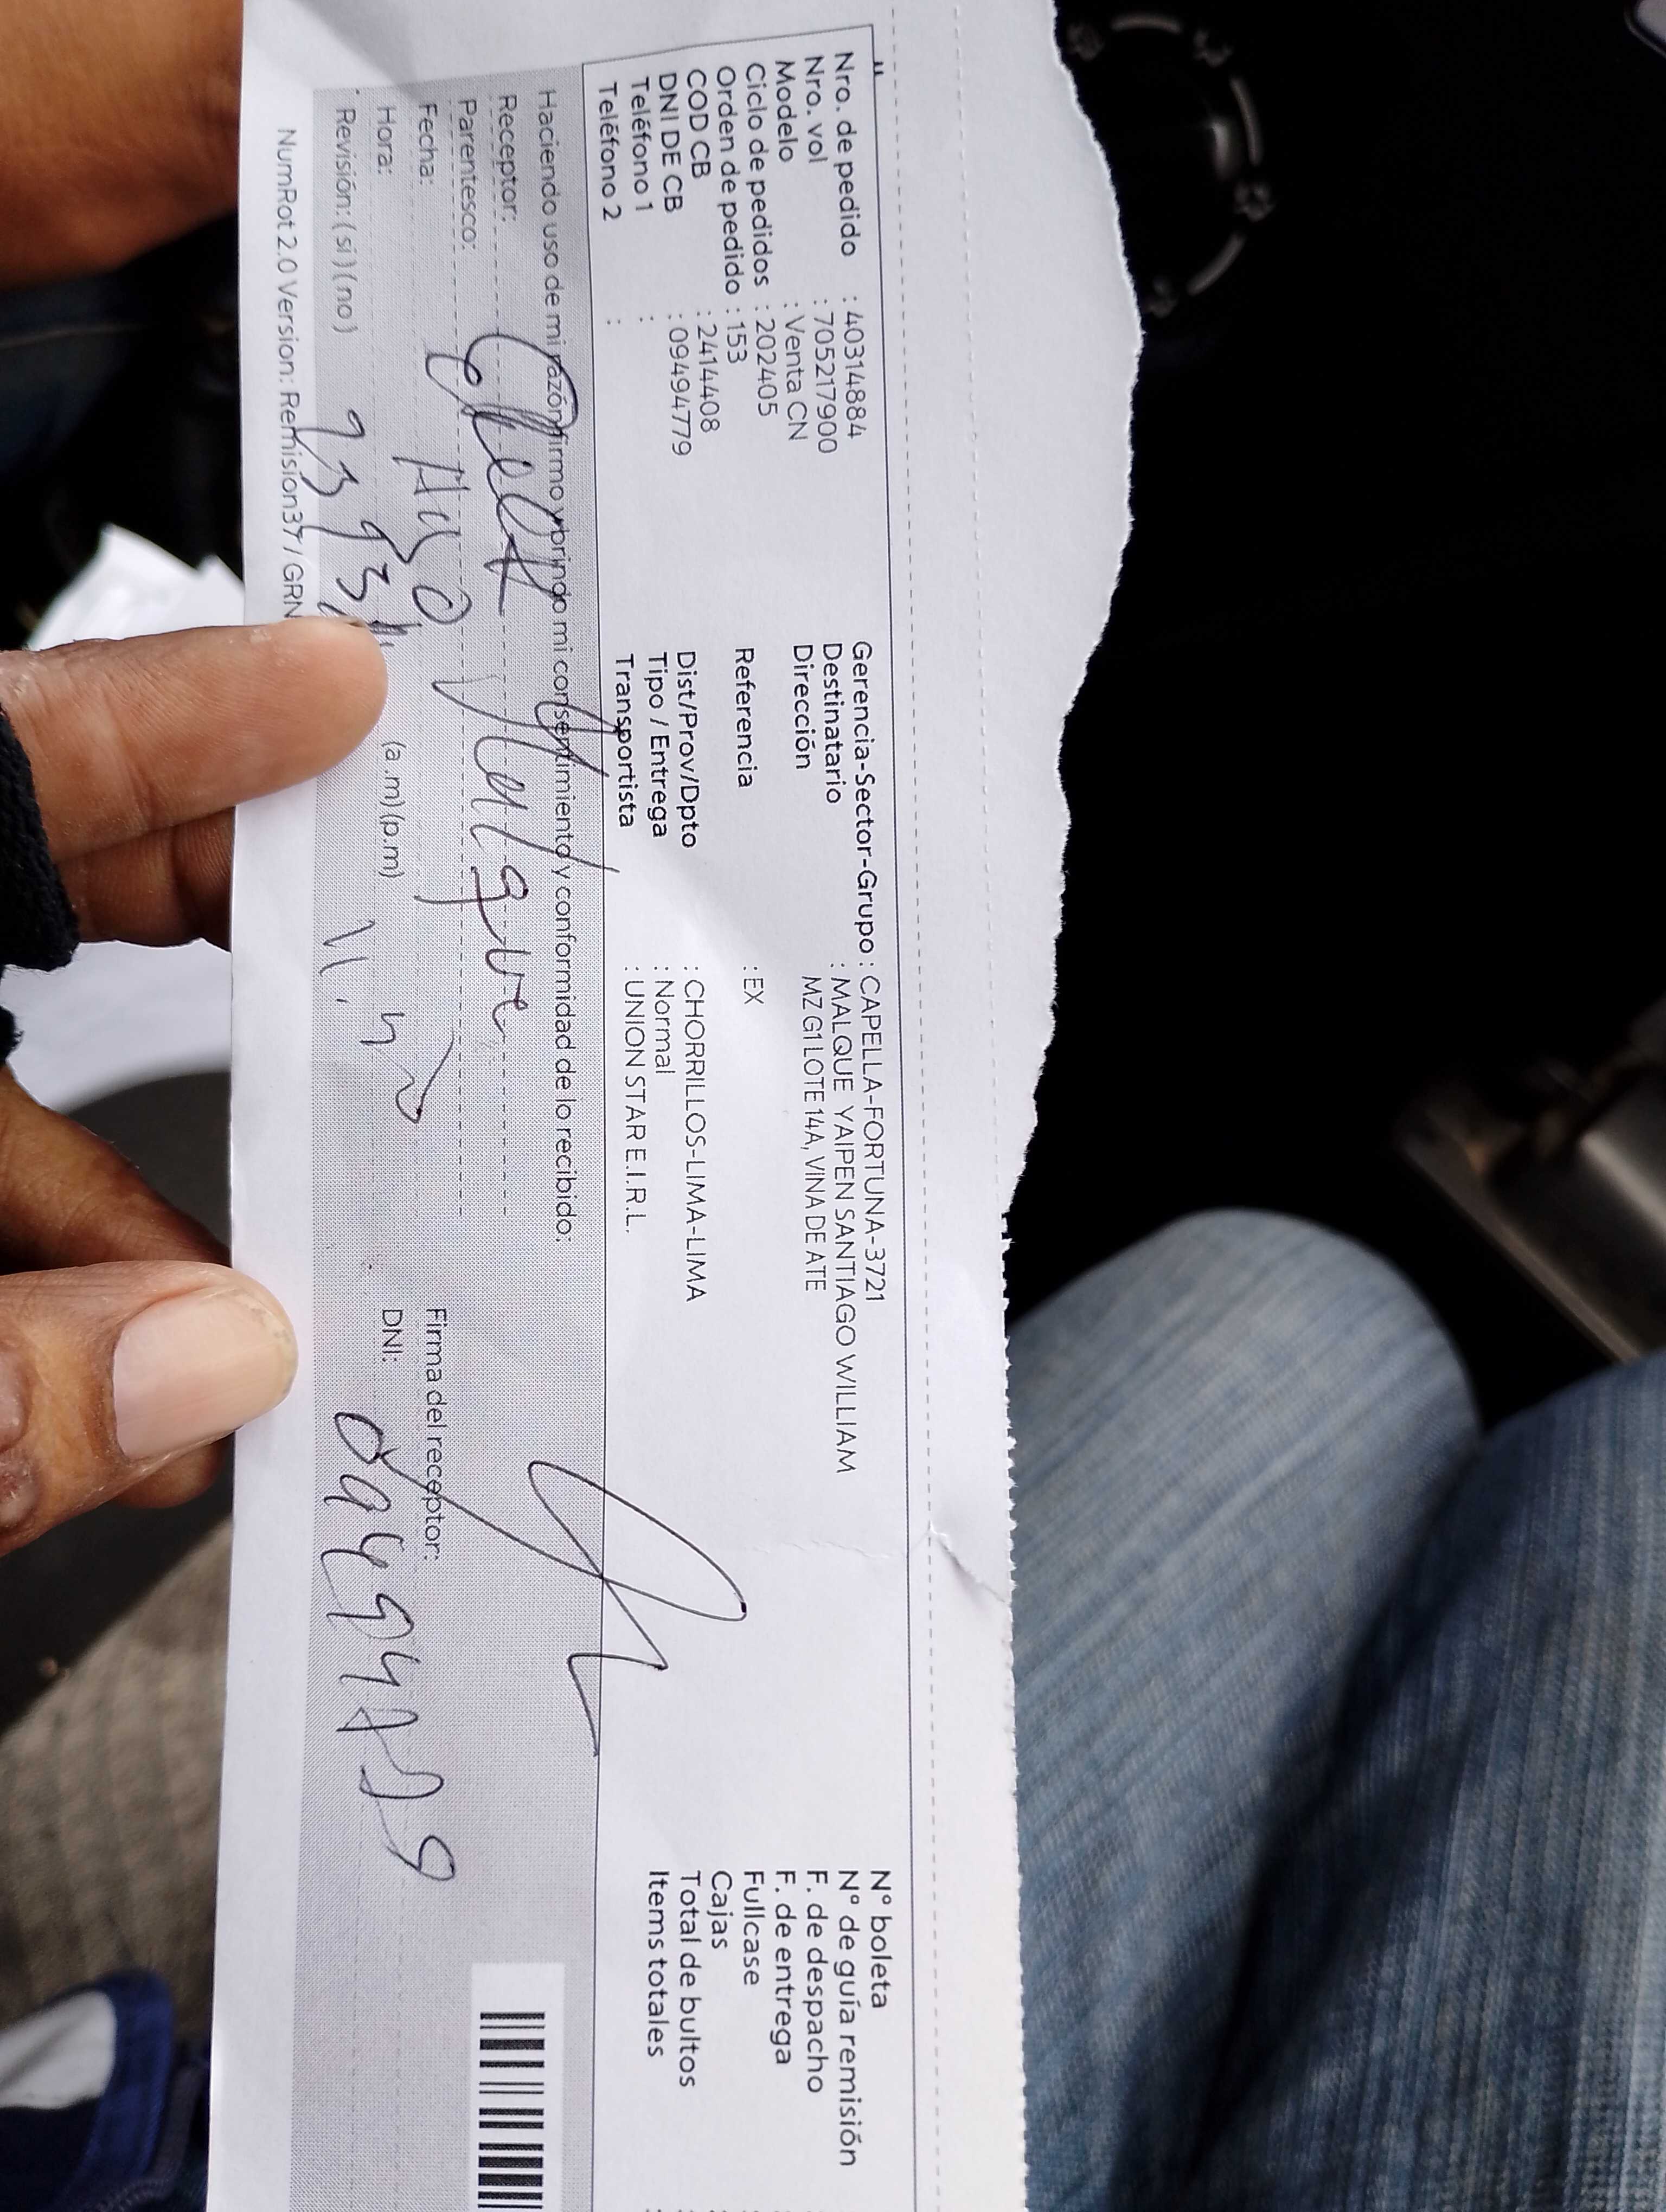 Nro. de pedido : 40314884
Nro. vol : 705217900
Modelo : Venta CN
Ciclo de pedidos : 202405
Orden de pedido : 153
COD CB : 2414408
DNI DE CB : 09494779
Teléfono 1 :
Teléfono 2 :
Gerencia-Sector-Grupo : CAPELLA-FORTUNA-3721
Destinatario : MALQUE YAIPEN SANTIAGO WILLIAM
Dirección MZ G1 LOTE 14A, VINA DE ATE
Referencia : EX
Dist/Prov/Dpto : CHORRILLOS-LIMA-LIMA
Tipo / Entrega : Normal
Transportista : UNION STAR E.I.R.L.
N° boleta
N° de guía remisión
F. de despacho
F. de entrega
Fullcase
Cajas
Total de bultos :
Items totales :
Haciendo uso de mi razón firmo y brindo mi consentimiento y conformidad de lo recibido:
Receptor: Malque
Parentesco:
Fecha:
Hora: (a.m) (p.m)
Revisión: (si) (no)
Firma del receptor:
DNI: 09494779
NumRot 2.0 Version: Remision37 / GRN